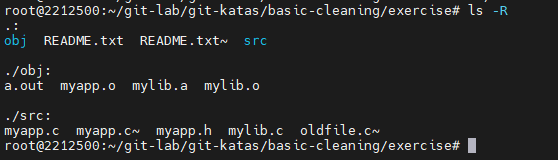 root@2212500:~/git-lab/git-katas/basic-cleaning/exercise# ls -R
.:
obj  README.txt  README.txt~  src

./obj:
a.out  myapp.o  mylib.a  mylib.o

./src:
myapp.c  myapp.c~  myapp.h  mylib.c  oldfile.c~
root@2212500:~/git-lab/git-katas/basic-cleaning/exercise#